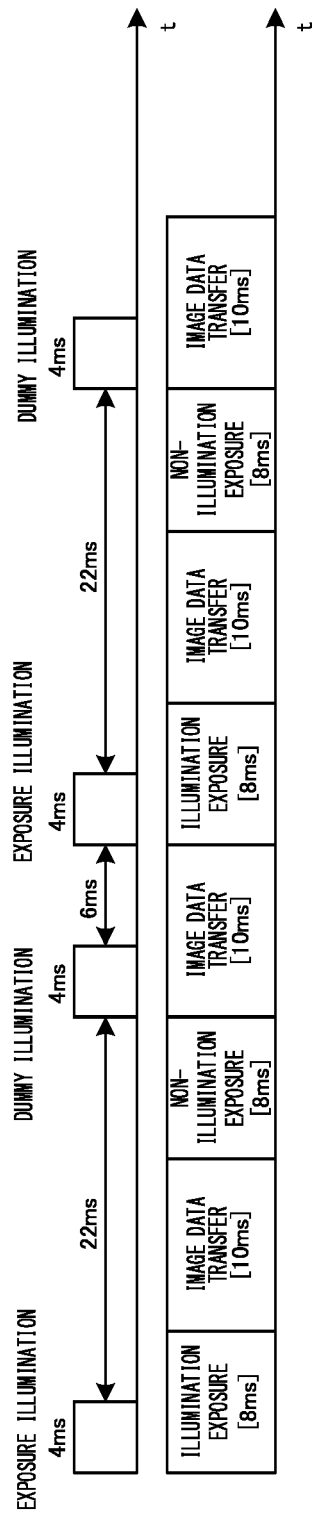 EXPOSURE ILLUMINATION
DUMMY ILLUMINATION
EXPOSURE ILLUMINATION
DUMMY ILLUMINATION
4ms
22ms
4ms
6ms
4ms
22ms
4ms
t
ILLUMINATION
EXPOSURE
[8ms]
IMAGE DATA
TRANSFER
[10ms]
NON-
ILLUMINATION
EXPOSURE
[8ms]
IMAGE DATA
TRANSFER
[10ms]
ILLUMINATION
EXPOSURE
[8ms]
IMAGE DATA
TRANSFER
[10ms]
NON-
ILLUMINATION
EXPOSURE
[8ms]
IMAGE DATA
TRANSFER
[10ms]
t